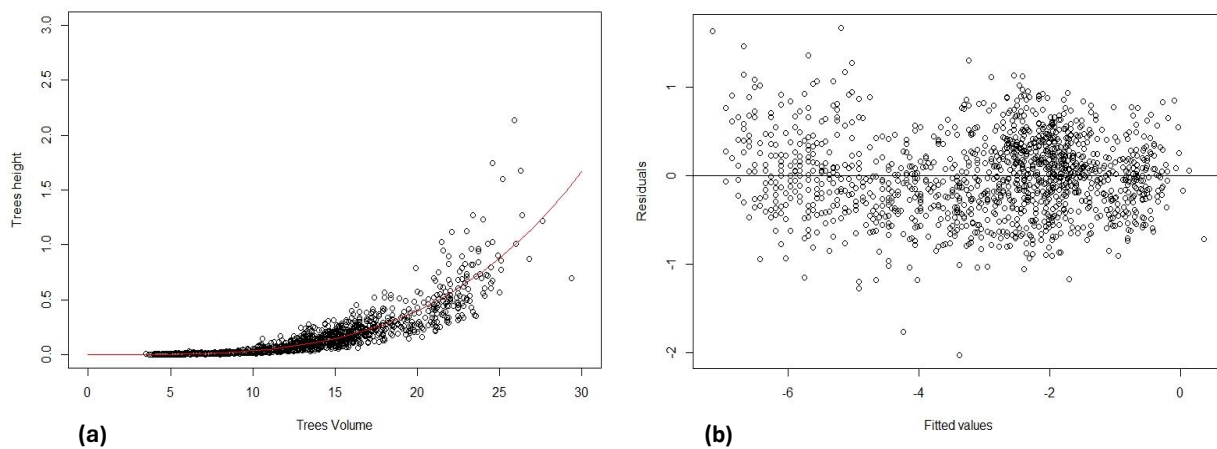 3.0
2.5
2.0
1.5
1.0
0.5
0.0
Trees height
0 5 10 15 20 25 30
Trees Volume
(a)
1
0
-1
-2
Residuals
-6 -4 -2 0
Fitted values
(b)